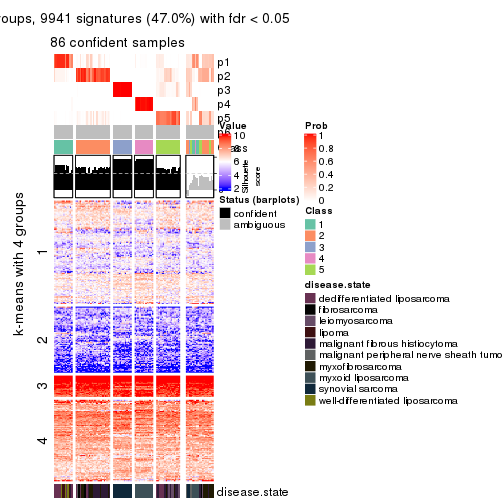 oups, 9941 signatures (47.0%) with fdr < 0.05
86 confident samples
p1
p2
p3
p4
p5
Value
10
6
4
2
Silhouette
score
Status (barplots)
confident
ambiguous
Prob
1
0.8
0.6
0.4
0.2
0
Class
1
2
3
4
5
disease.state
dedifferentiated liposarcoma
fibrosarcoma
leiomyosarcoma
lipoma
malignant fibrous histiocytoma
malignant peripheral nerve sheath tumo
myxofibrosarcoma
myxoid liposarcoma
synovial sarcoma
well-differentiated liposarcoma
k-means with 4 groups
1
2
3
4
disease.state